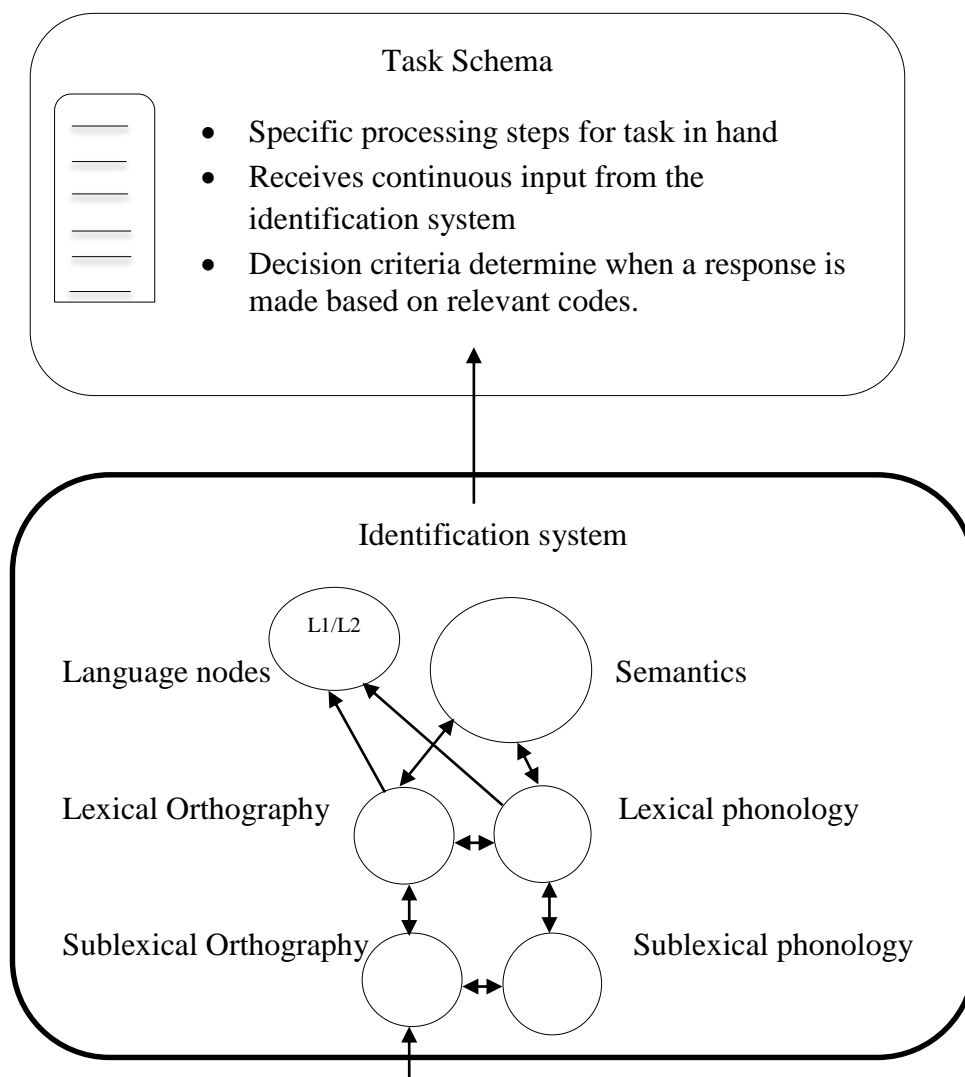 Task Schema
• Specific processing steps for task in hand
• Receives continuous input from the
identification system
• Decision criteria determine when a response is
made based on relevant codes.
Identification system
L1/L2
Language nodes
Semantics
Lexical Orthography
Lexical phonology
Sublexical Orthography
Sublexical phonology